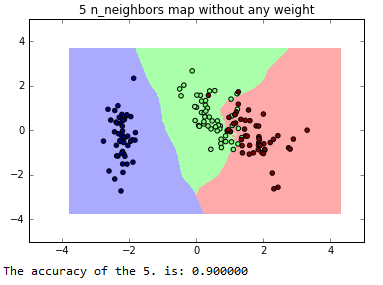 5 n_neighbors map without any weight
4
2
0
−2
−4
−4 −2 0 2 4
The accuracy of the 5. is: 0.900000